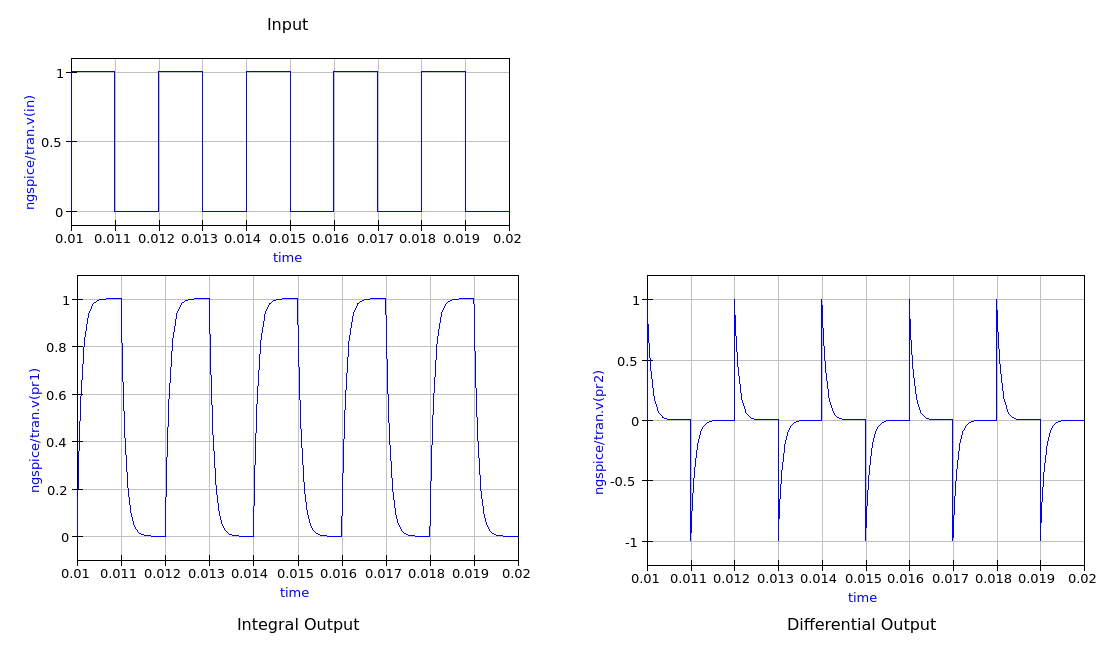 Input
ngspice/tran.v(in)
1
0.5
0
0.01 0.011 0.012 0.013 0.014 0.015 0.016 0.017 0.018 0.019 0.02
time
ngspice/tran.v(pr1)
1
0.8
0.6
0.4
0.2
0
0.01 0.011 0.012 0.013 0.014 0.015 0.016 0.017 0.018 0.019 0.02
time
Integral Output
ngspice/tran.v(pr2)
1
0.5
0
-0.5
-1
0.01 0.011 0.012 0.013 0.014 0.015 0.016 0.017 0.018 0.019 0.02
time
Differential Output